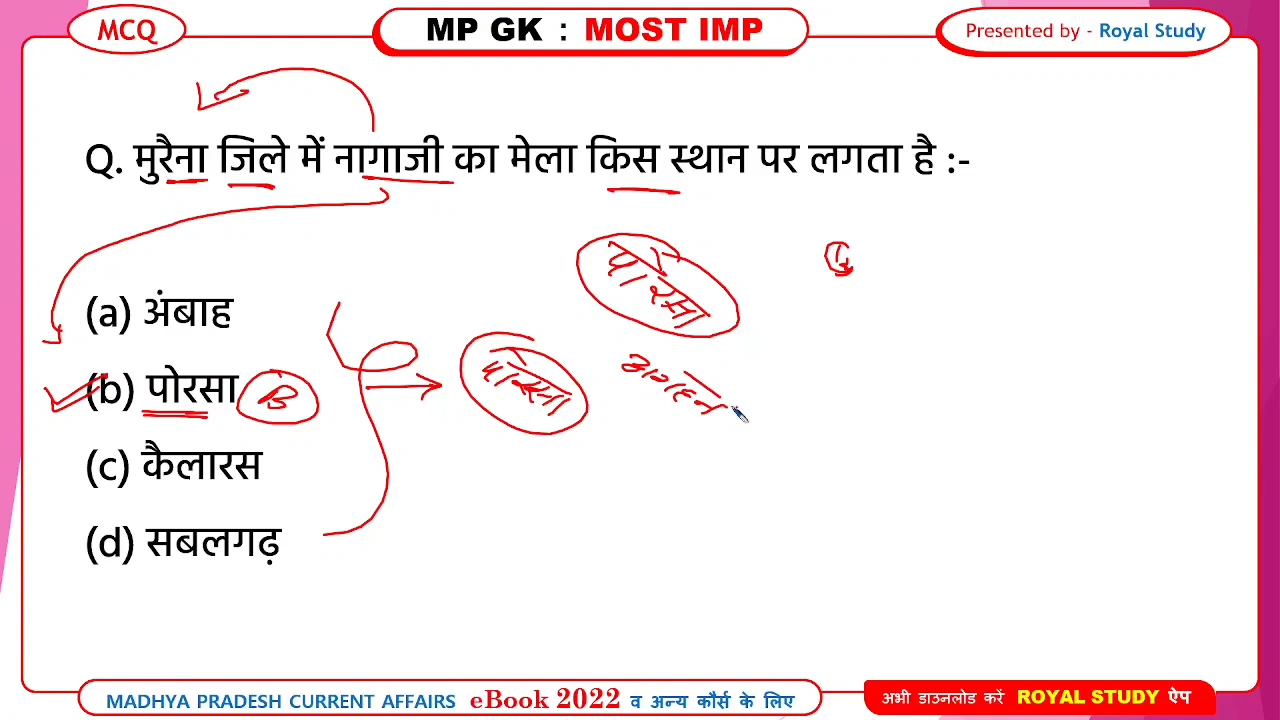 MCQ
MP GK : MOST IMP
Presented by - Royal Study
Q. मुरैना जिले में नागाजी का मेला किस स्थान पर लगता है :-
(a) अंबाह
(b) पोरसा B
(c) कैलारस
(d) सबलगढ़
पोरसा
पोरसा
MADHYA PRADESH CURRENT AFFAIRS eBook 2022 व अन्य कौर्स के लिए
अभी डाउनलोड करें ROYAL STUDY ऐप